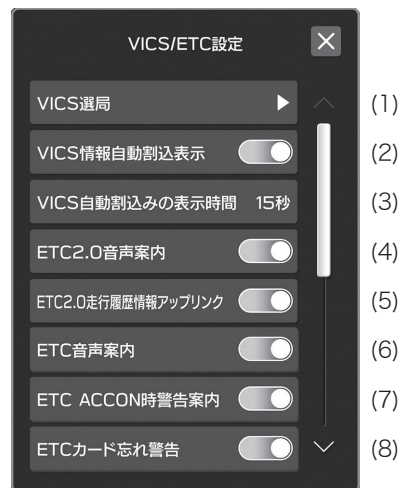 VICS/ETC設定
VICS選局 (1)
VICS情報自動割込表示 (2)
VICS自動割込みの表示時間 15秒 (3)
ETC2.0音声案内 (4)
ETC2.0走行履歴情報アップリンク (5)
ETC音声案内 (6)
ETC ACCON時警告案内 (7)
ETCカード忘れ警告 (8)